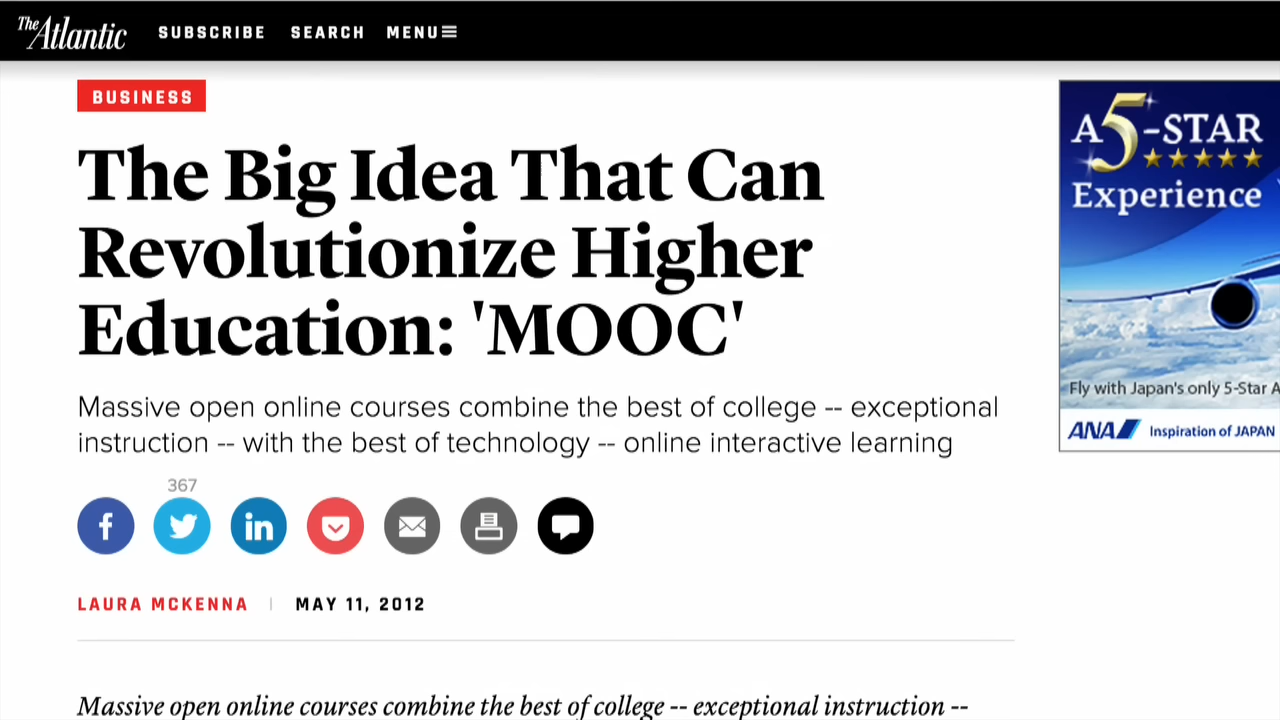 The Atlantic SUBSCRIBE SEARCH MENU
BUSINESS
The Big Idea That Can
Revolutionize Higher
Education: 'MOOC'
Massive open online courses combine the best of college -- exceptional
instruction -- with the best of technology -- online interactive learning
367
LAURA MCKENNA | MAY 11, 2012
Massive open online courses combine the best of college -- exceptional instruction --
A 5-STAR
Experience
Fly with Japan's only 5-Star A
ANA Inspiration of JAPAN